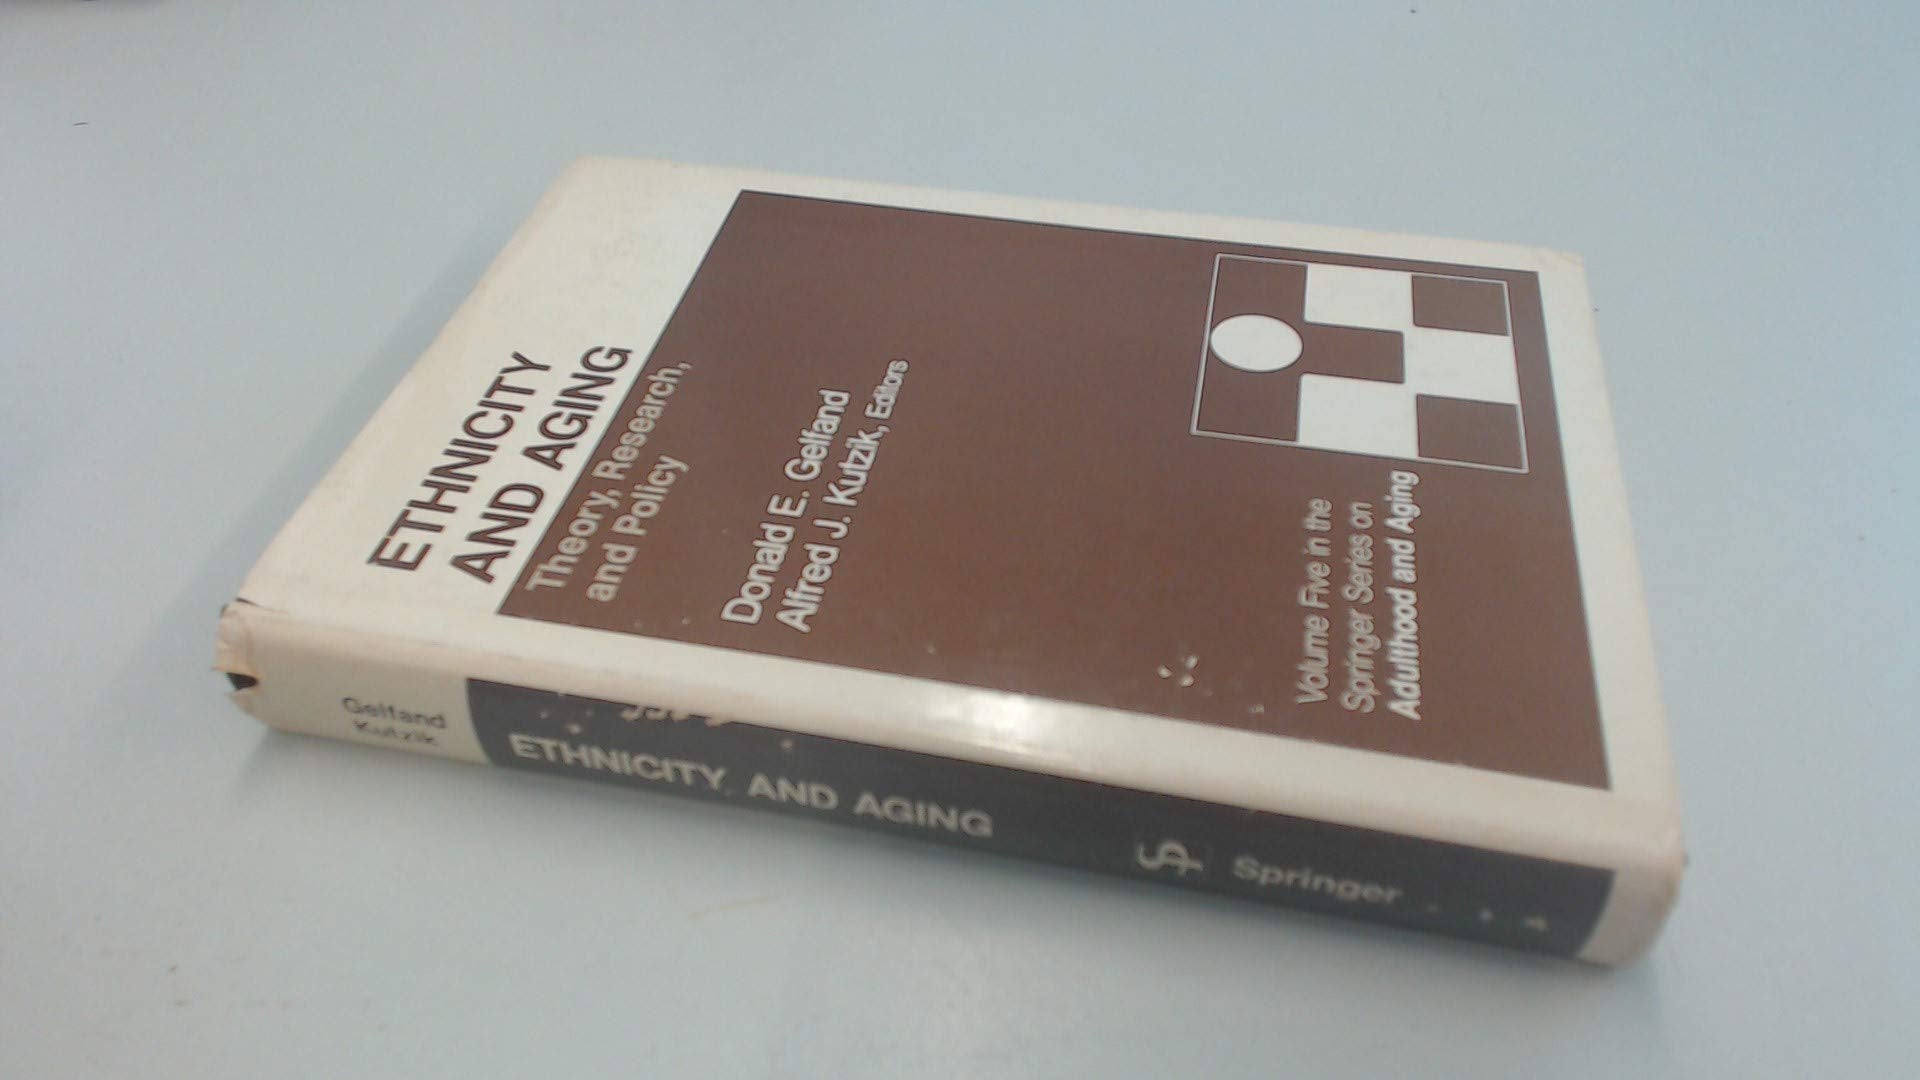 ETHNICITY
AND AGING
Theory, Research,
and Policy
Donald E. Gelfand
Alfred J. Kutzik, Editors
Volume Five in the
Springer Series on
Adulthood and Aging
Gelfand
Kutzik
ETHNICITY AND AGING
SP Springer